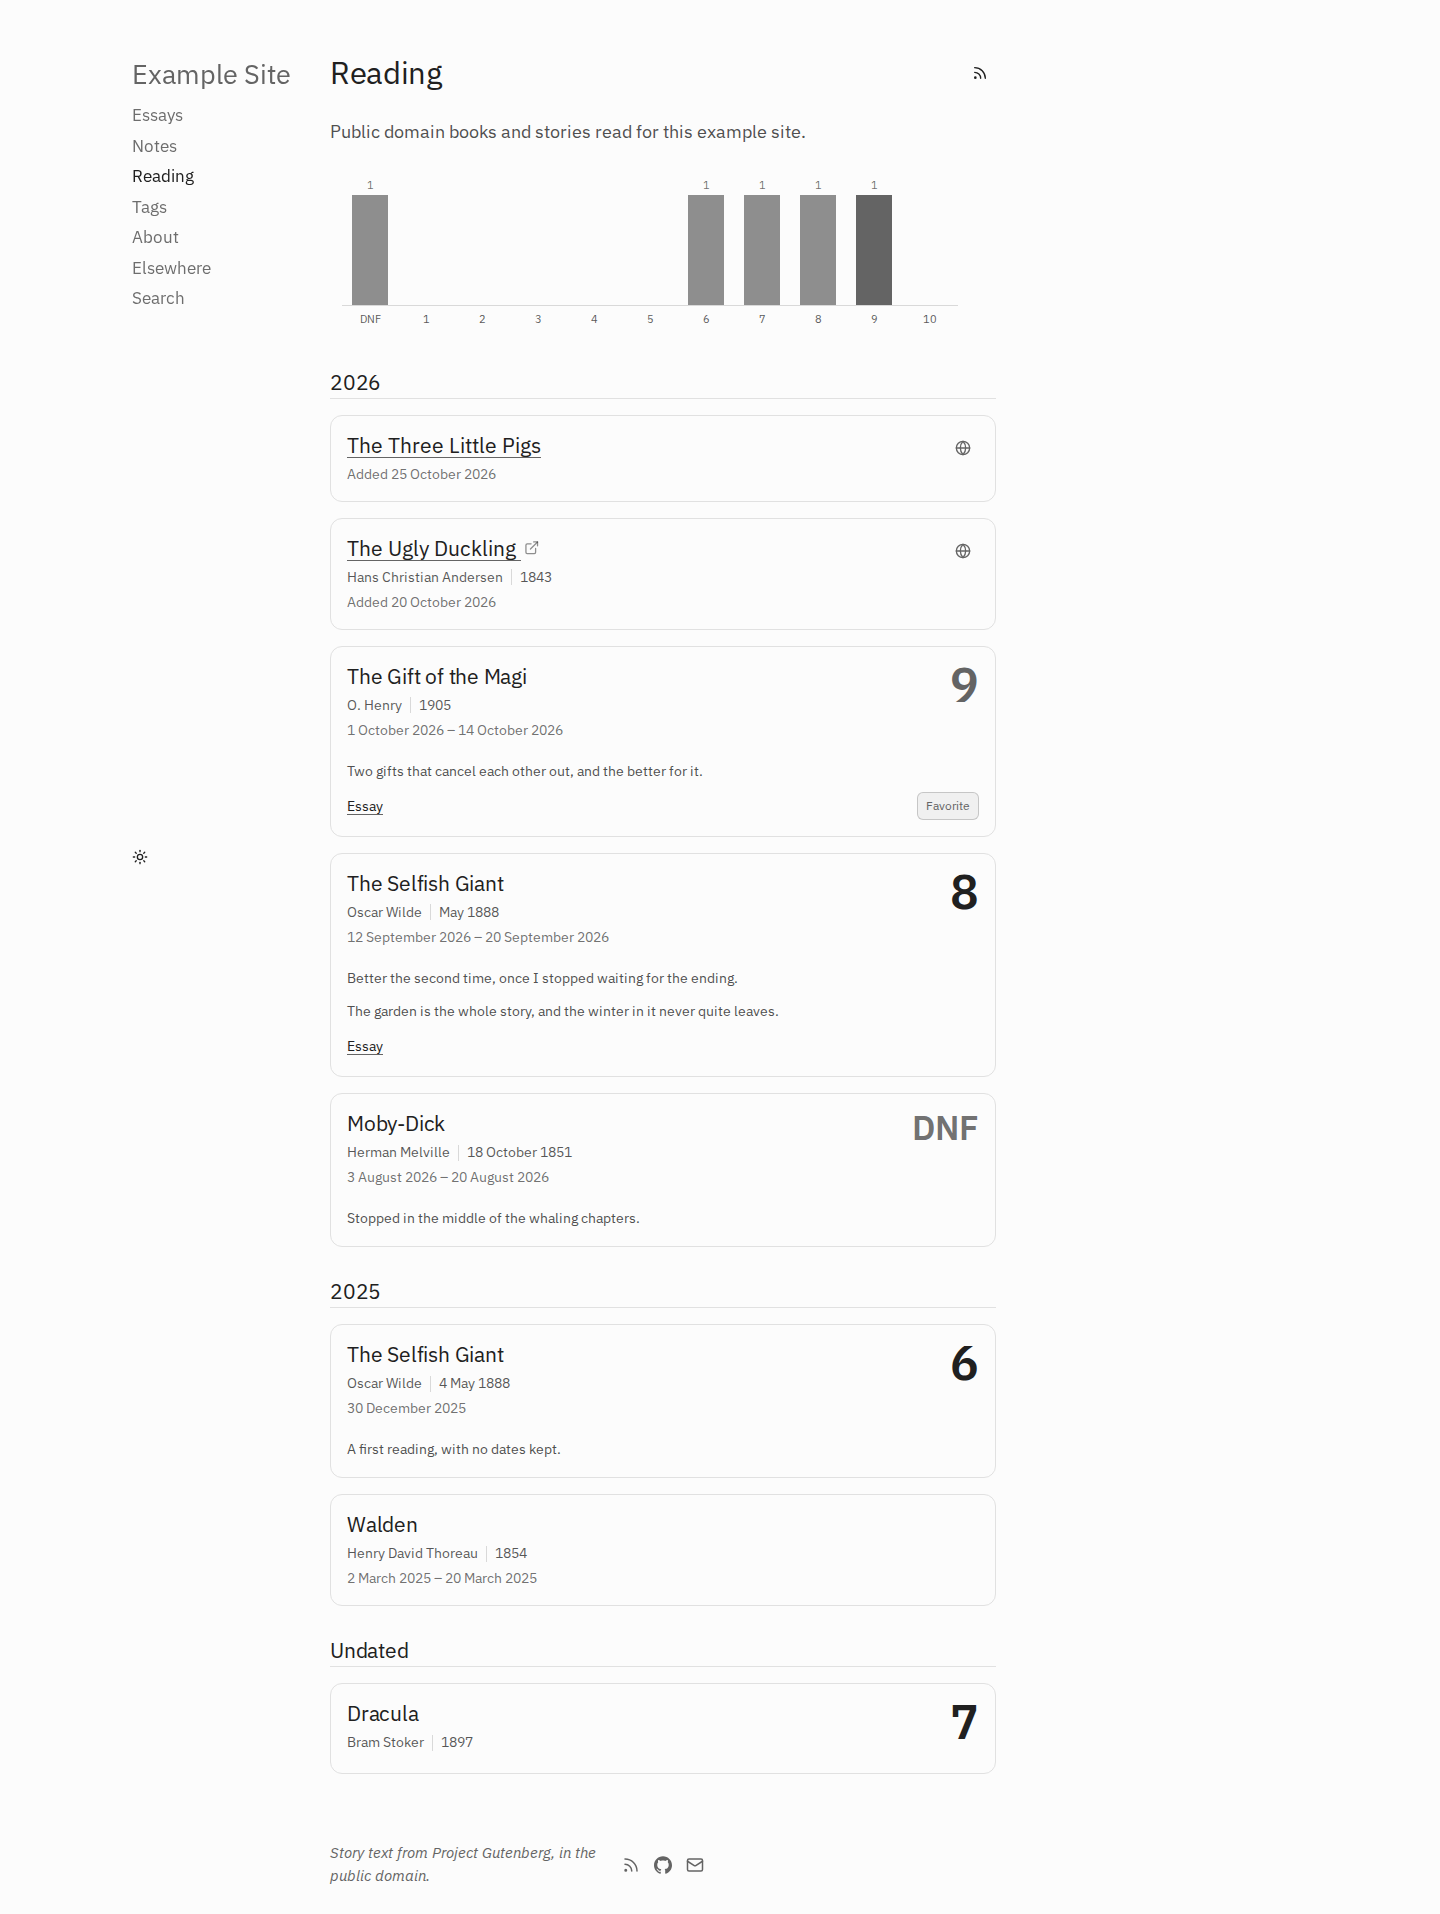 Example Site
Essays
Notes
Reading
Tags
About
Elsewhere
Search
Reading
Public domain books and stories read for this example site.
1 1 1 1 1
DNF 1 2 3 4 5 6 7 8 9 10
2026
The Three Little Pigs
Added 25 October 2026
The Ugly Duckling
Hans Christian Andersen 1843
Added 20 October 2026
The Gift of the Magi
9
O. Henry 1905
1 October 2026 – 14 October 2026
Two gifts that cancel each other out, and the better for it.
Essay
Favorite
The Selfish Giant
8
Oscar Wilde May 1888
12 September 2026 – 20 September 2026
Better the second time, once I stopped waiting for the ending.
The garden is the whole story, and the winter in it never quite leaves.
Essay
Moby-Dick
DNF
Herman Melville 18 October 1851
3 August 2026 – 20 August 2026
Stopped in the middle of the whaling chapters.
2025
The Selfish Giant
6
Oscar Wilde 4 May 1888
30 December 2025
A first reading, with no dates kept.
Walden
Henry David Thoreau 1854
2 March 2025 – 20 March 2025
Undated
Dracula
7
Bram Stoker 1897
Story text from Project Gutenberg, in the
public domain.